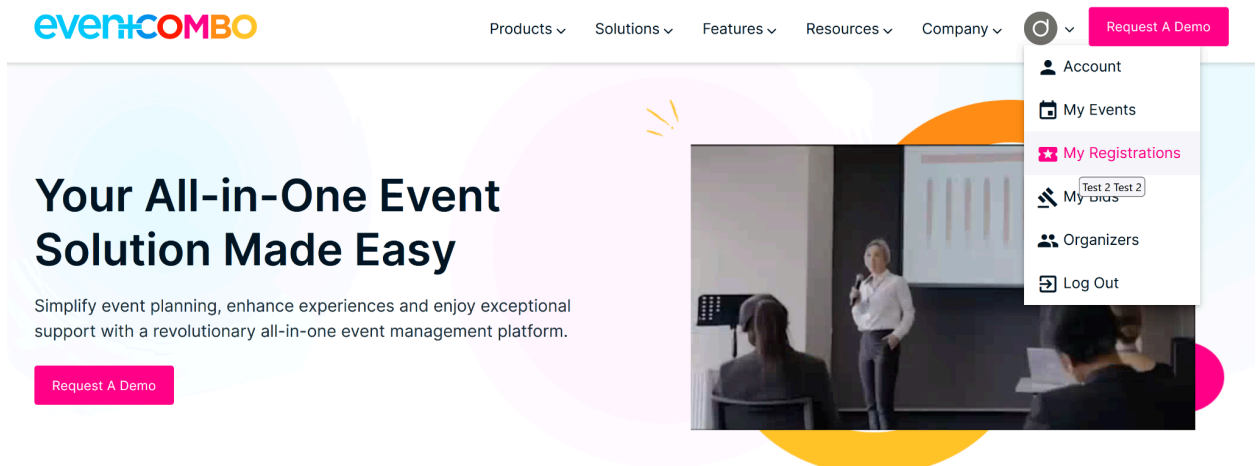 eventCOMBO
Products
Solutions
Features
Resources
Company
d
Request A Demo
Account
My Events
My Registrations
Test 2 Test 2
My Bids
Organizers
Log Out
Your All-in-One Event
Solution Made Easy
Simplify event planning, enhance experiences and enjoy exceptional
support with a revolutionary all-in-one event management platform.
Request A Demo